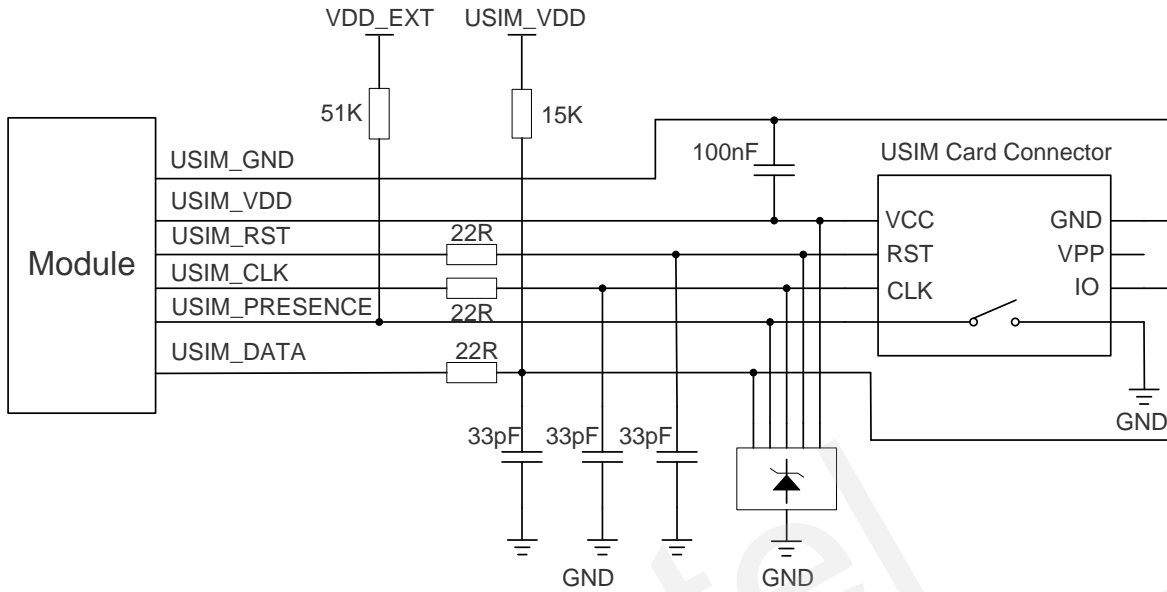 VDD_EXT USIM_VDD
51K 15K
100nF USIM Card Connector
USIM_GND
USIM_VDD VCC GND
USIM_RST 22R RST VPP
Module
USIM_CLK CLK IO
USIM_PRESENCE 22R
USIM_DATA 22R
GND
33pF 33pF 33pF
GND GND